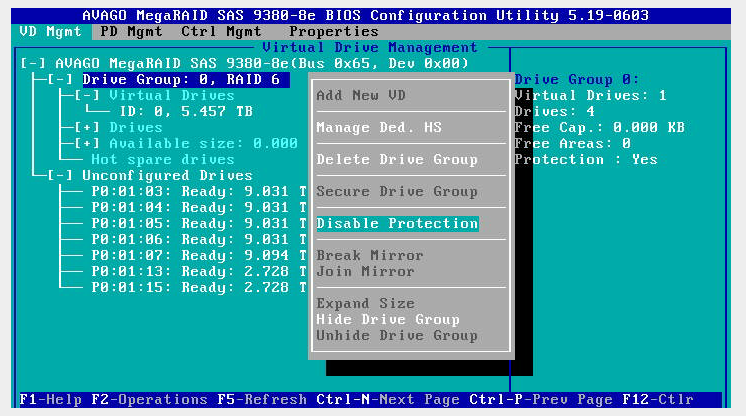 AVAGO MegaRAID SAS 9380-8e BIOS Configuration Utility 5.19-0603
VD Mgmt PD Mgmt Ctrl Mgmt Properties
Virtual Drive Management
[-] AVAGO MegaRAID SAS 9380-8e(Bus 0x65, Dev 0x00)
[-] Drive Group: 0, RAID 6
[-] Virtual Drives
ID: 0, 5.457 TB
[+] Drives
[+] Available size: 0.000
Hot spare drives
[-] Unconfigured Drives
P0:01:03: Ready: 9.031 T
P0:01:04: Ready: 9.031 T
P0:01:05: Ready: 9.031 T
P0:01:06: Ready: 9.031 T
P0:01:07: Ready: 9.094 T
P0:01:13: Ready: 2.728 T
P0:01:15: Ready: 2.728 T
Add New VD
Manage Ded. HS
Delete Drive Group
Secure Drive Group
Disable Protection
Break Mirror
Join Mirror
Expand Size
Hide Drive Group
Unhide Drive Group
Drive Group 0:
Virtual Drives: 1
Drives: 4
Free Cap.: 0.000 KB
Free Areas: 0
Protection : Yes
F1-Help F2-Operations F5-Refresh Ctrl-N-Next Page Ctrl-P-Prev Page F12-Ctlr